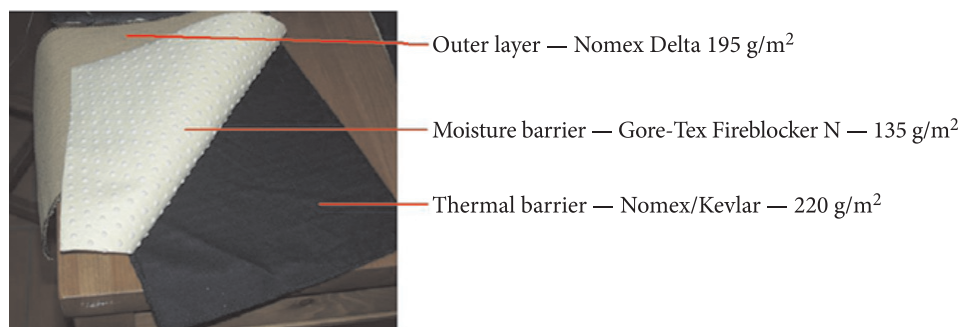 Outer layer — Nomex Delta 195 g/m²
Moisture barrier — Gore-Tex Fireblocker N — 135 g/m²
Thermal barrier — Nomex/Kevlar — 220 g/m²